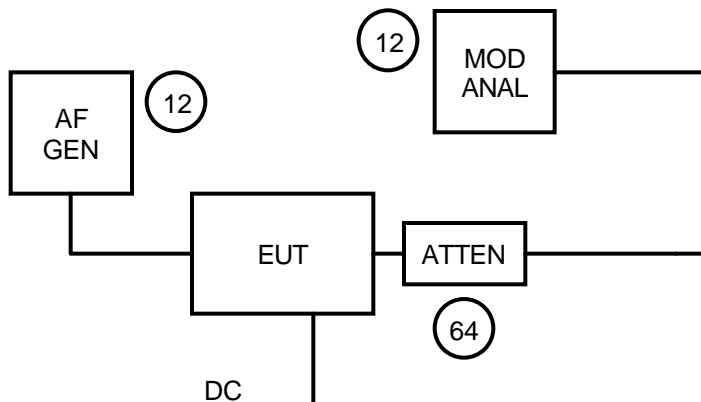 12
MOD
ANAL
AF
GEN
12
EUT
ATTEN
64
DC